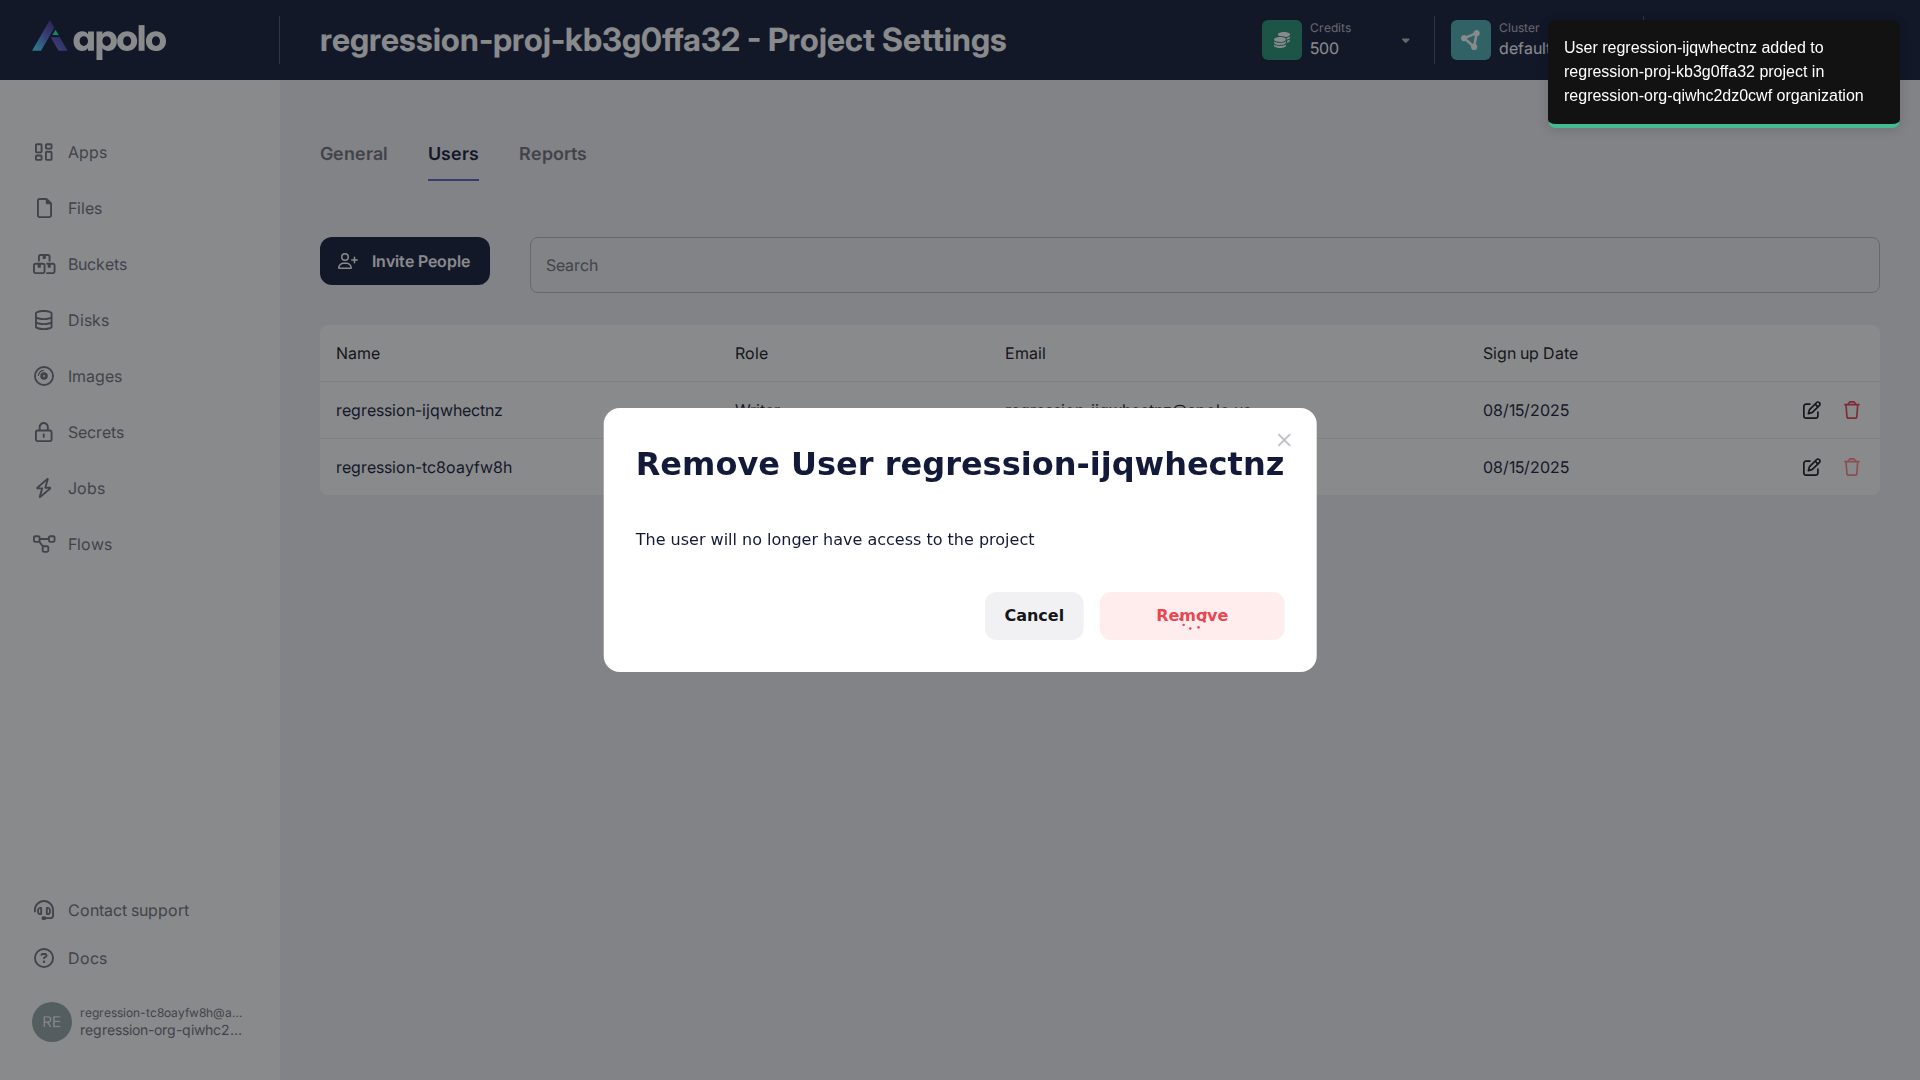 apolo
regression-proj-kb3g0ffa32 - Project Settings
Credits
500
Cluster
default
User regression-ijqwhectnz added to
regression-proj-kb3g0ffa32 project in
regression-org-qiwhc2dz0cwf organization
Apps
Files
Buckets
Disks
Images
Secrets
Jobs
Flows
Contact support
Docs
RE
regression-tc8oayfw8h@a...
regression-org-qiwhc2...
General
Users
Reports
Invite People
Search
Name
Role
Email
Sign up Date
regression-ijqwhectnz
08/15/2025
regression-tc8oayfw8h
08/15/2025
Remove User regression-ijqwhectnz
The user will no longer have access to the project
Cancel
Remove